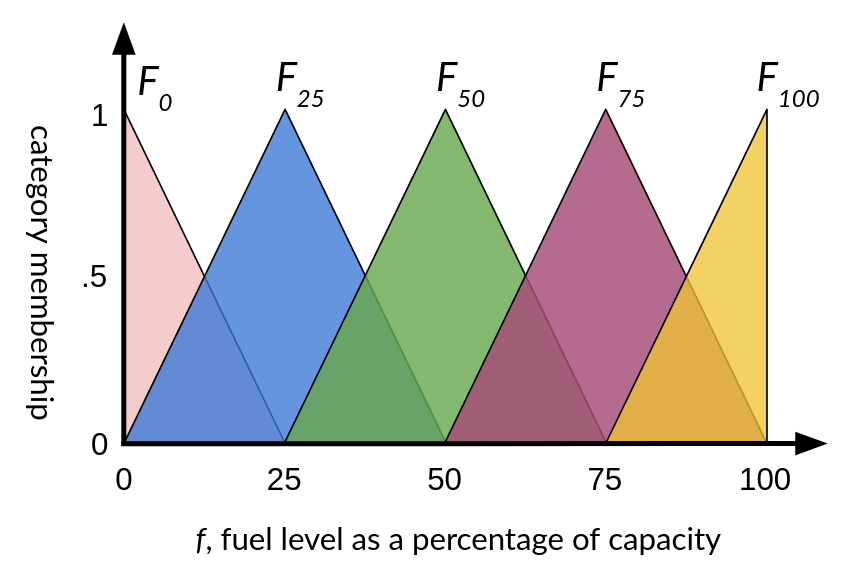 F0 F25 F50 F75 F100
1
category membership
.5
0
0 25 50 75 100
f, fuel level as a percentage of capacity